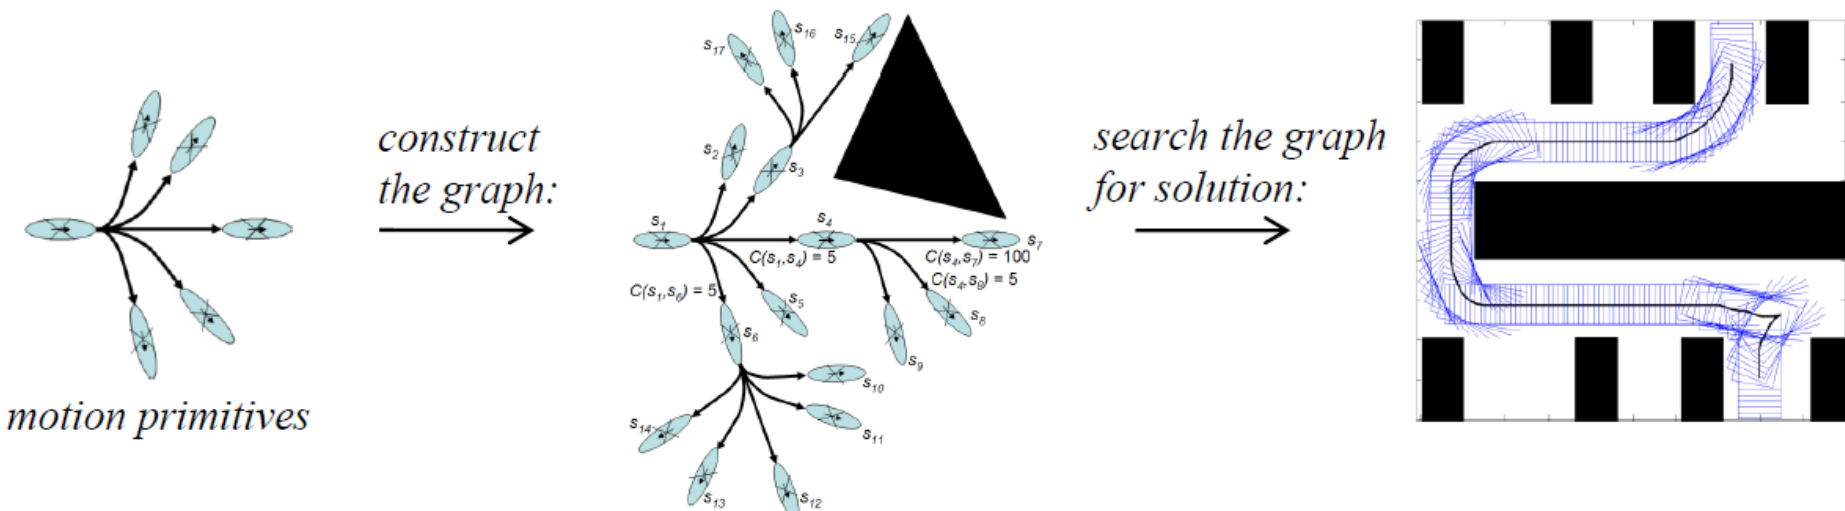 motion primitives
construct
the graph:
s17
s16
s15
s2
s3
s1
s4
s7
C(s1,s4) = 5
C(s4,s7) = 100
C(s4,s8) = 5
C(s1,s6) = 5
s5
s8
s6
s9
s10
s11
s14
s13
s12
search the graph
for solution: